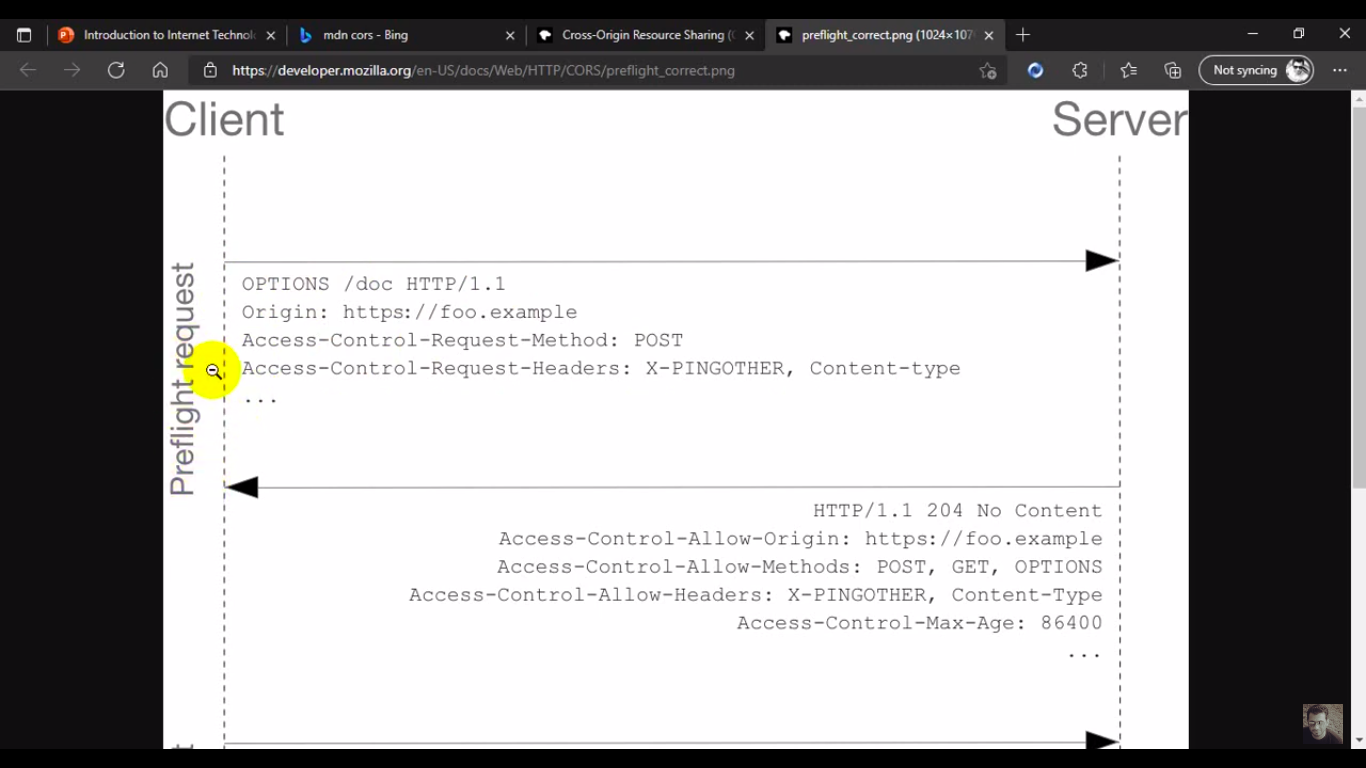 Introduction to Internet Technolo
mdn cors - Bing
Cross-Origin Resource Sharing (
preflight_correct.png (1024×107
https://developer.mozilla.org/en-US/docs/Web/HTTP/CORS/preflight_correct.png
Not syncing
Client
Server
Preflight request
OPTIONS /doc HTTP/1.1
Origin: https://foo.example
Access-Control-Request-Method: POST
Access-Control-Request-Headers: X-PINGOTHER, Content-type
...
HTTP/1.1 204 No Content
Access-Control-Allow-Origin: https://foo.example
Access-Control-Allow-Methods: POST, GET, OPTIONS
Access-Control-Allow-Headers: X-PINGOTHER, Content-Type
Access-Control-Max-Age: 86400
...